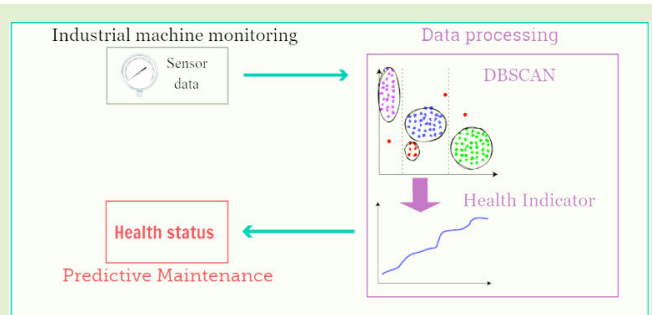 Industrial machine monitoring
Sensor
data
Data processing
DBSCAN
Health Indicator
Health status
Predictive Maintenance